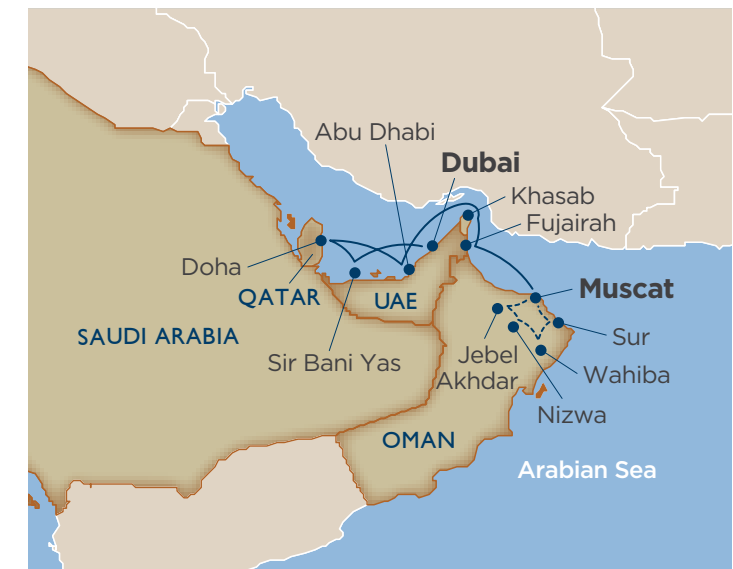 Abu Dhabi
Dubai
Khasab
Fujairah
Doha
QATAR
UAE
Muscat
SAUDI ARABIA
Sir Bani Yas
Jebel
Akhdar
Sur
Wahiba
Nizwa
OMAN
Arabian Sea